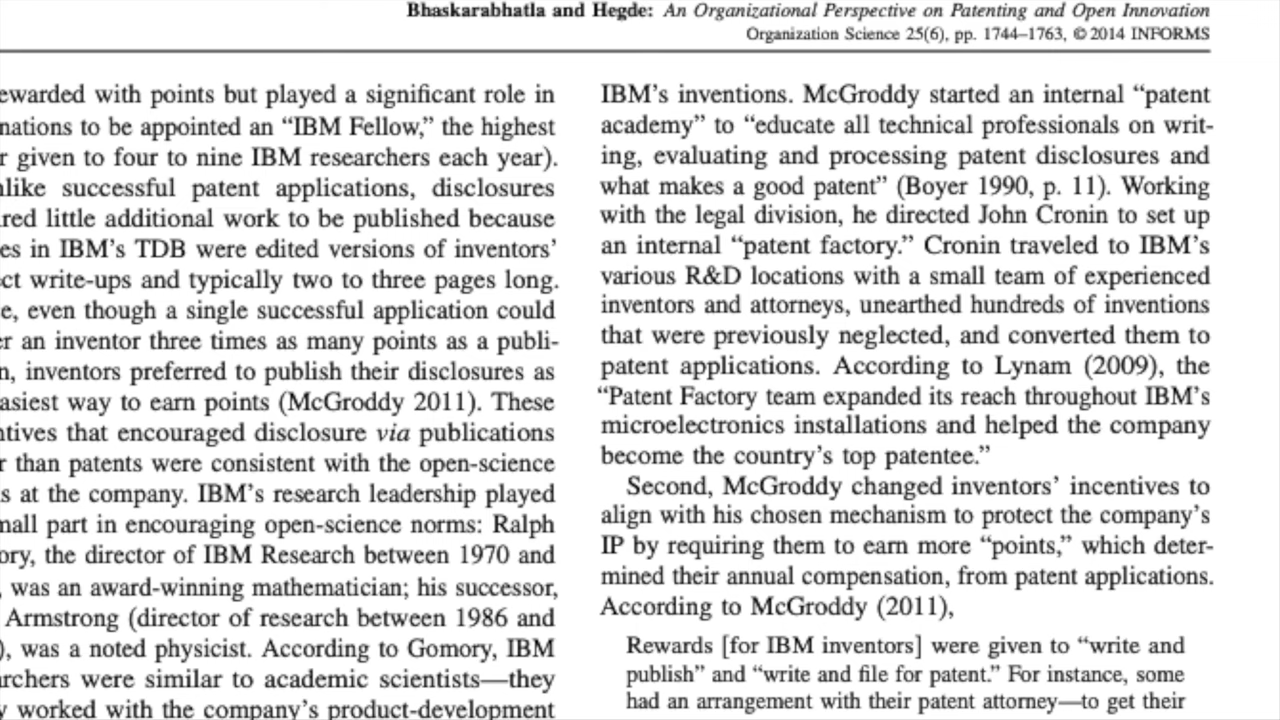 Bhaskarabhatla and Hegde: An Organizational Perspective on Patenting and Open Innovation
Organization Science 25(6), pp. 1744–1763, © 2014 INFORMS
ewarded with points but played a significant role in
nations to be appointed an “IBM Fellow,” the highest
r given to four to nine IBM researchers each year).
nlike successful patent applications, disclosures
red little additional work to be published because
es in IBM’s TDB were edited versions of inventors’
ct write-ups and typically two to three pages long.
e, even though a single successful application could
er an inventor three times as many points as a publi-
n, inventors preferred to publish their disclosures as
asiest way to earn points (McGroddy 2011). These
ntives that encouraged disclosure via publications
r than patents were consistent with the open-science
s at the company. IBM’s research leadership played
mall part in encouraging open-science norms: Ralph
ory, the director of IBM Research between 1970 and
, was an award-winning mathematician; his successor,
Armstrong (director of research between 1986 and
), was a noted physicist. According to Gomory, IBM
rchers were similar to academic scientists—they
y worked with the company’s product-development
IBM’s inventions. McGroddy started an internal “patent
academy” to “educate all technical professionals on writ-
ing, evaluating and processing patent disclosures and
what makes a good patent” (Boyer 1990, p. 11). Working
with the legal division, he directed John Cronin to set up
an internal “patent factory.” Cronin traveled to IBM’s
various R&D locations with a small team of experienced
inventors and attorneys, unearthed hundreds of inventions
that were previously neglected, and converted them to
patent applications. According to Lynam (2009), the
“Patent Factory team expanded its reach throughout IBM’s
microelectronics installations and helped the company
become the country’s top patentee.”
Second, McGroddy changed inventors’ incentives to
align with his chosen mechanism to protect the company’s
IP by requiring them to earn more “points,” which deter-
mined their annual compensation, from patent applications.
According to McGroddy (2011),
Rewards [for IBM inventors] were given to “write and
publish” and “write and file for patent.” For instance, some
had an arrangement with their patent attorney—to get their